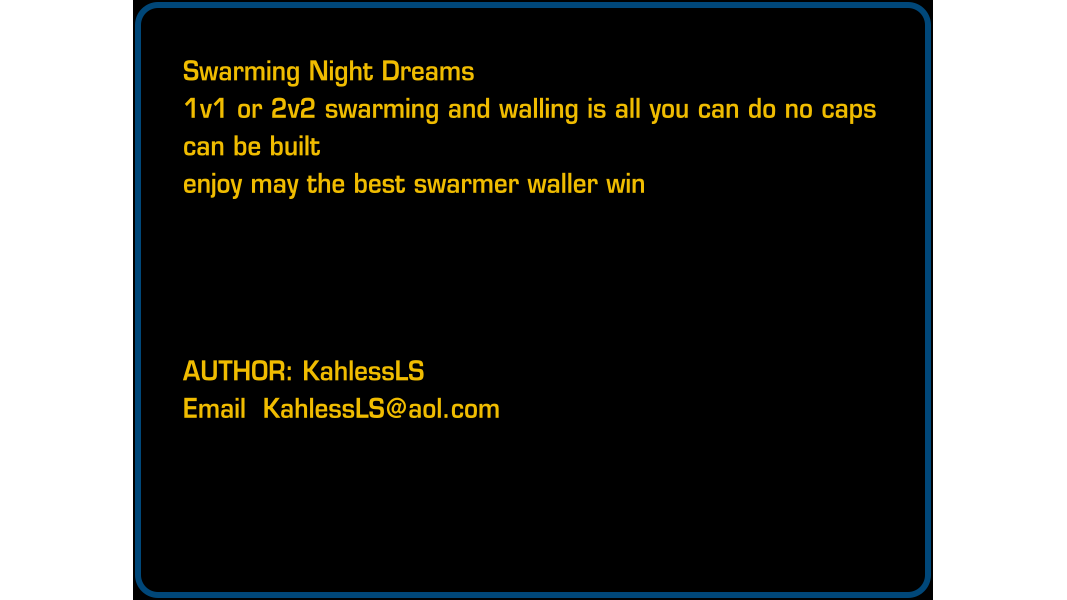 Swarming Night Dreams
1v1 or 2v2 swarming and walling is all you can do no caps
can be built
enjoy may the best swarmer waller win
AUTHOR: KahlessLS
Email  KahlessLS@aol.com